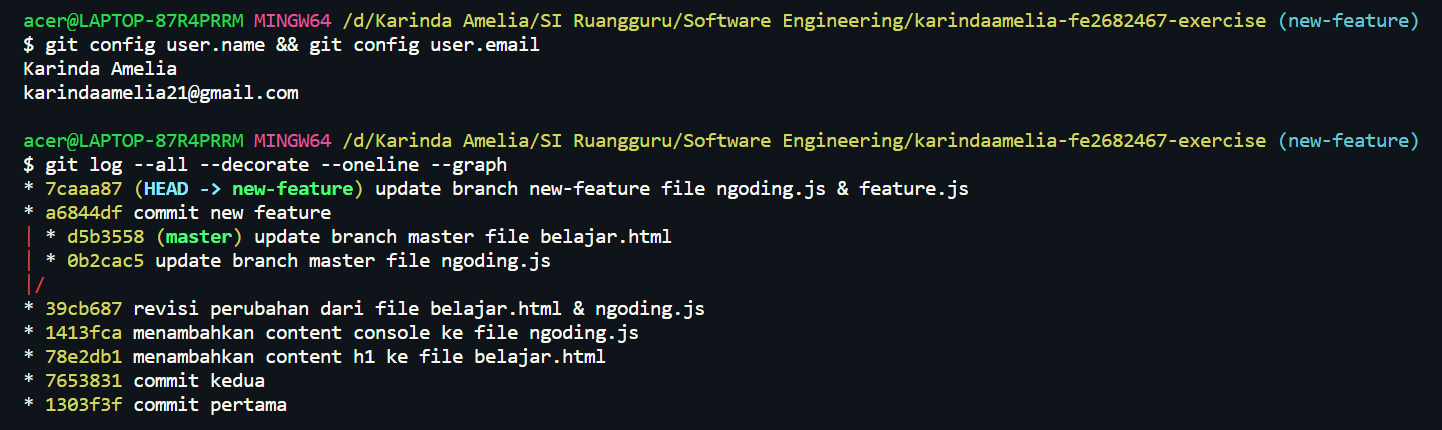 acer@LAPTOP-87R4PRRM MINGW64 /d/Karinda Amelia/SI Ruangguru/Software Engineering/karindaamelia-fe2682467-exercise (new-feature)
$ git config user.name && git config user.email
Karinda Amelia
karindaamelia21@gmail.com
acer@LAPTOP-87R4PRRM MINGW64 /d/Karinda Amelia/SI Ruangguru/Software Engineering/karindaamelia-fe2682467-exercise (new-feature)
$ git log --all --decorate --oneline --graph
* 7caaa87 (HEAD -> new-feature) update branch new-feature file ngoding.js & feature.js
* a6844df commit new feature
| * d5b3558 (master) update branch master file belajar.html
| * 0b2cac5 update branch master file ngoding.js
|/
* 39cb687 revisi perubahan dari file belajar.html & ngoding.js
* 1413fca menambahkan content console ke file ngoding.js
* 78e2db1 menambahkan content h1 ke file belajar.html
* 7653831 commit kedua
* 1303f3f commit pertama